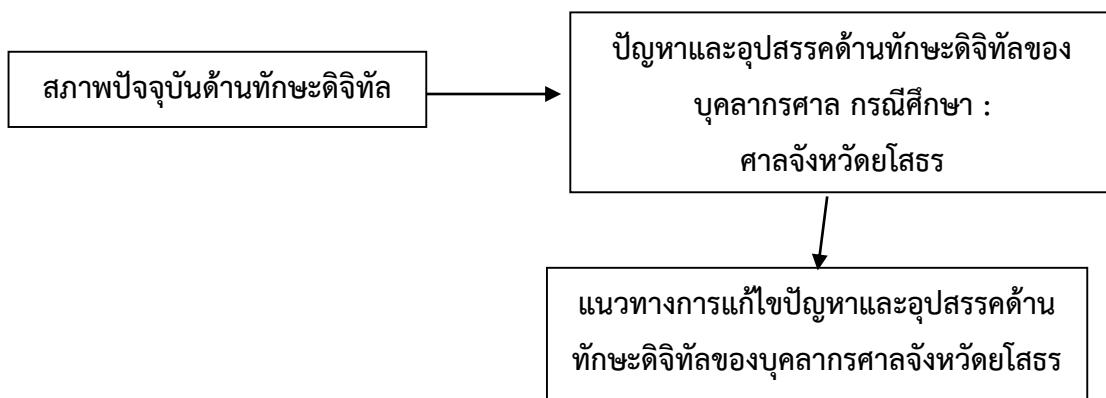 สภาพปัจจุบันด้านทักษะดิจิทัล
ปัญหาและอุปสรรคด้านทักษะดิจิทัลของ
บุคลากรศาล กรณีศึกษา :
ศาลจังหวัดยโสธร
แนวทางการแก้ไขปัญหาและอุปสรรคด้าน
ทักษะดิจิทัลของบุคลากรศาลจังหวัดยโสธร